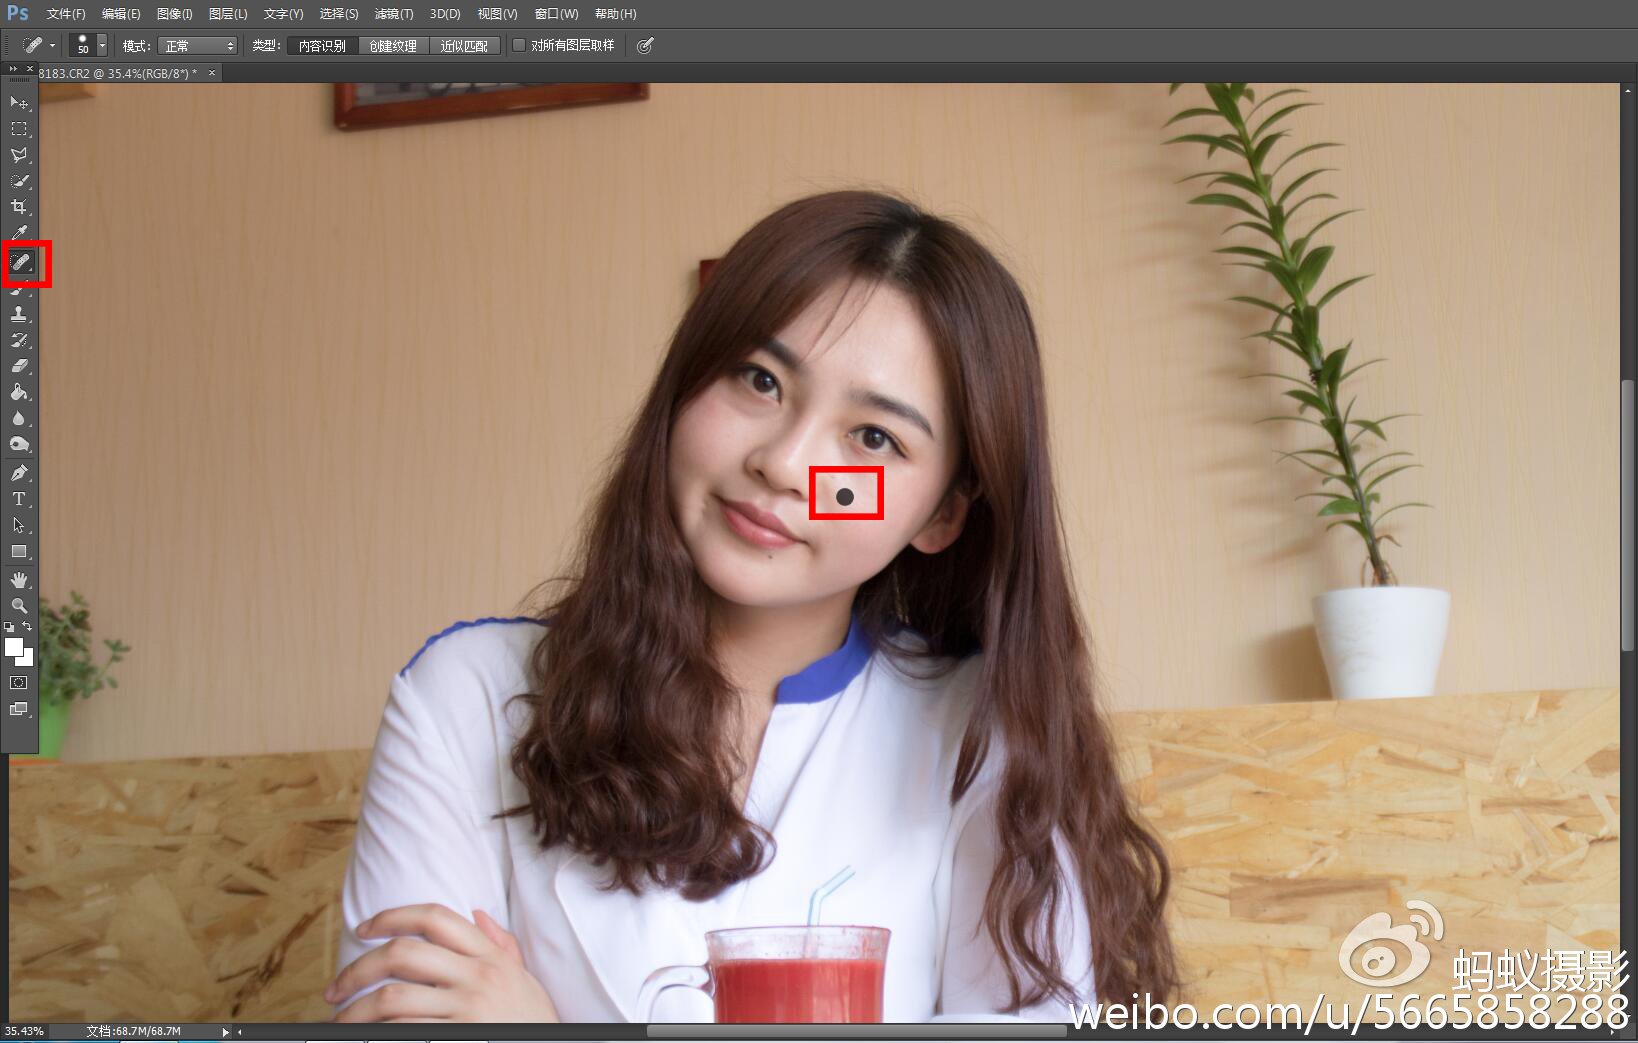 Ps 文件(F) 编辑(E) 图像(I) 图层(L) 文字(Y) 选择(S) 滤镜(T) 3D(D) 视图(V) 窗口(W) 帮助(H)
50 模式: 正常 类型: 内容识别 创建纹理 近似匹配 对所有图层取样
8183.CR2 @ 35.4%(RGB/8*) * ×
T
蚂蚁摄影
weibo.com/u/5665858288
35.43% 文档:68.7M/68.7M